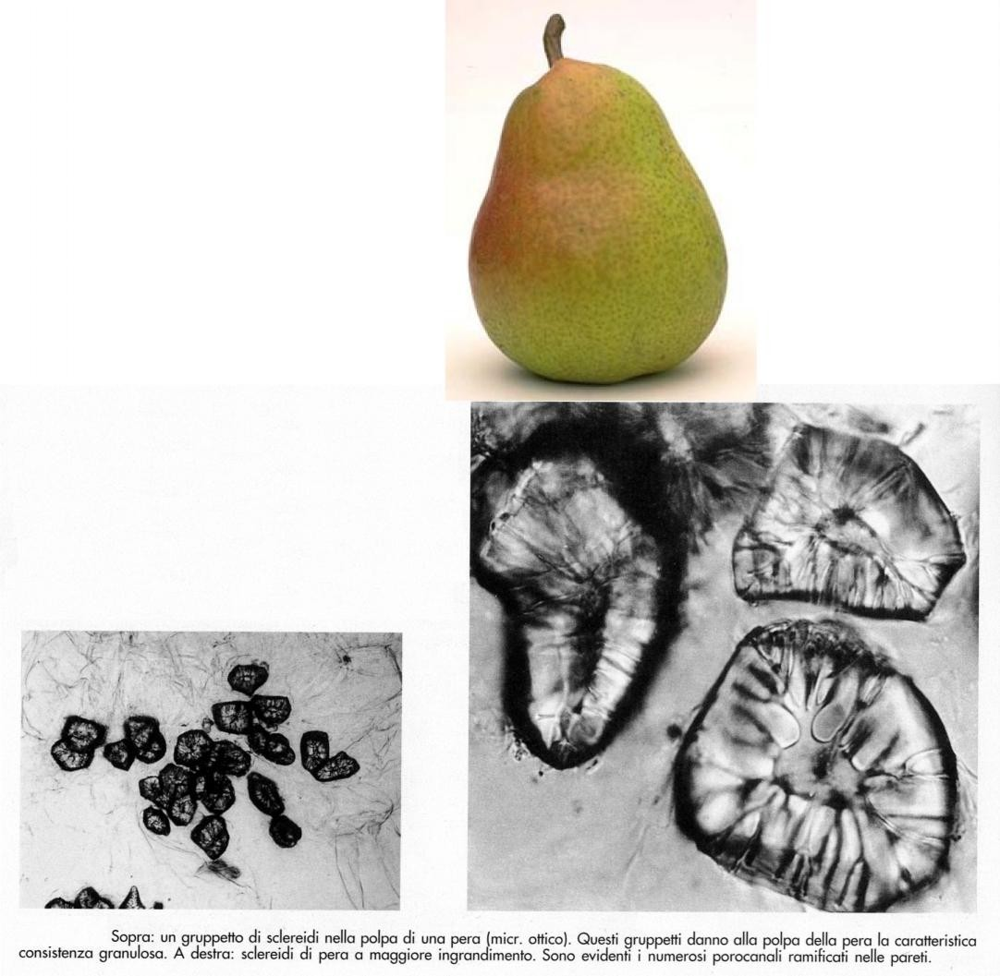 Sopra: un gruppetto di sclereidi nella polpa di una pera (micr. ottico). Questi gruppetti danno alla polpa della pera la caratteristica
consistenza granulosa. A destra: sclereidi di pera a maggiore ingrandimento. Sono evidenti i numerosi porocanali ramificati nelle pareti.